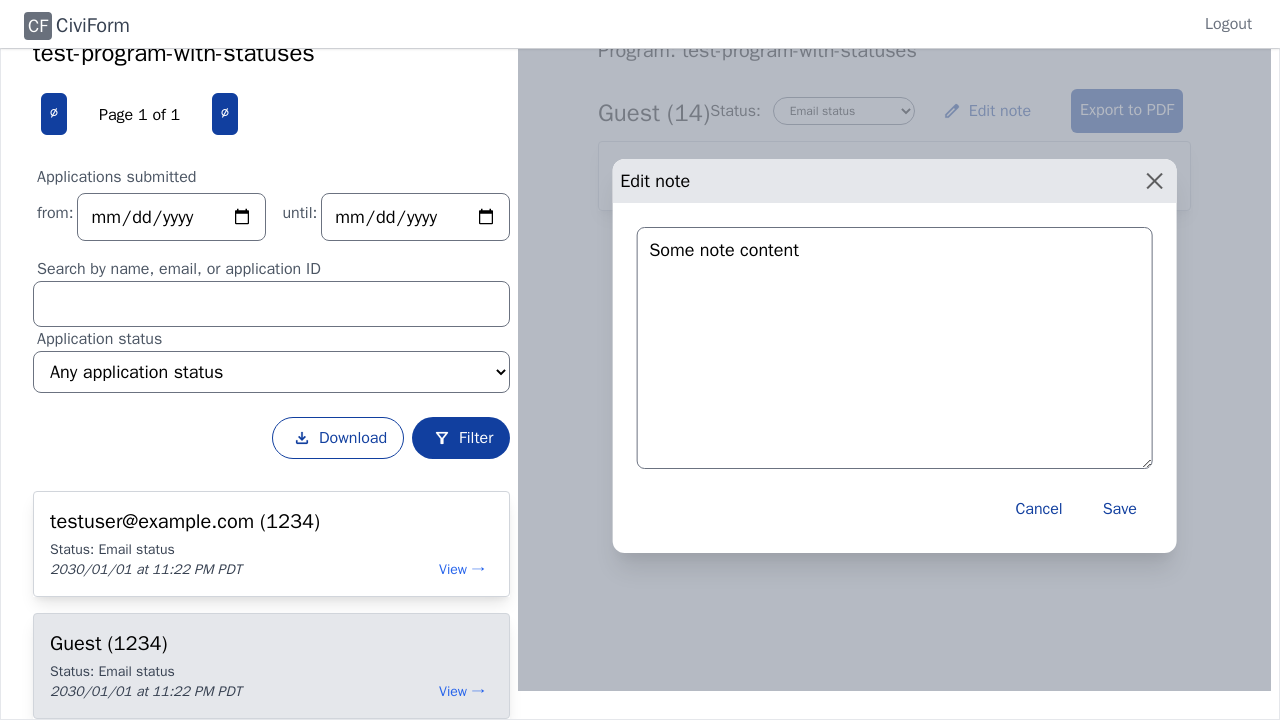 CF CiviForm
Logout
test-program-with-statuses
Page 1 of 1
Applications submitted
from: mm/dd/yyyy until: mm/dd/yyyy
Search by name, email, or application ID
Application status
Any application status
Download Filter
testuser@example.com (1234)
Status: Email status
2030/01/01 at 11:22 PM PDT View →
Guest (1234)
Status: Email status
2030/01/01 at 11:22 PM PDT View →
Program: test-program-with-statuses
Guest (14) Status: Email status Edit note Export to PDF
Edit note
Some note content
Cancel Save